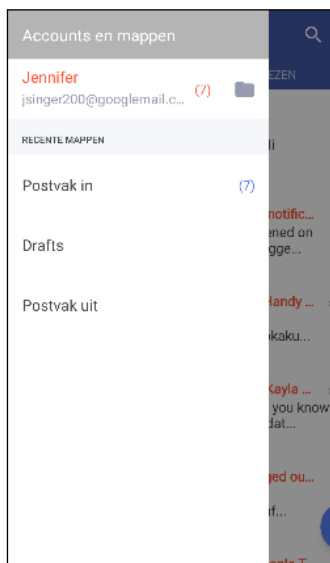 Accounts en mappen
EZEN
Jennifer
(7)
jsinger200@googlemail.c...
RECENTE MAPPEN
li
Postvak in
(7)
notific...
ened on
gge...
Drafts
Handy ...
Postvak uit
okaku...
Kayla ...
you know
dat...
ged ou...
if...